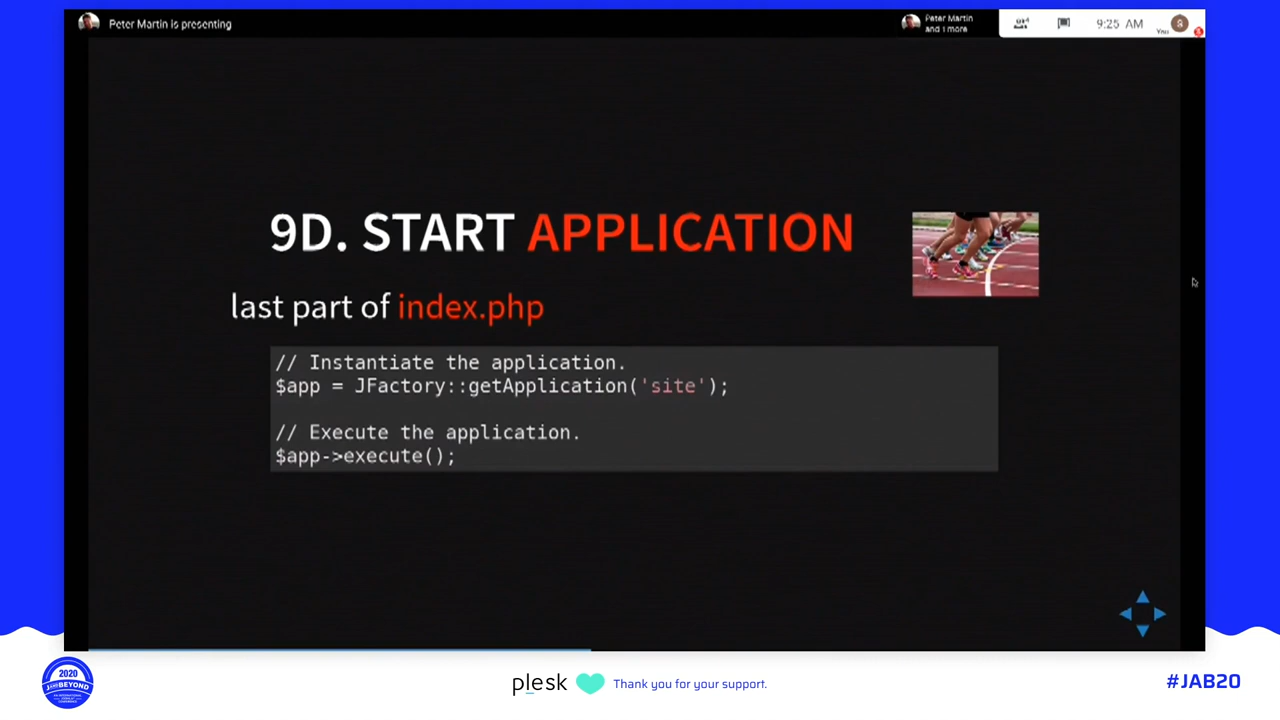 Peter Martin is presenting
Peter Martin
and 1 more
9:25 AM
You
S
9D. START APPLICATION
last part of index.php
// Instantiate the application.
$app = JFactory::getApplication('site');
// Execute the application.
$app->execute();
2020
JANDBEYOND
plesk
Thank you for your support.
#JAB20